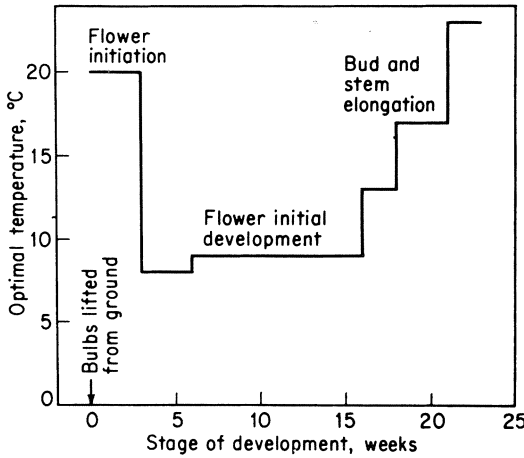 Flower
initiation
Bud and
stem
elongation
Flower initial
development
Bulbs lifted
from ground
Optimal temperature, °C
20
15
10
5
0
0 5 10 15 20
Stage of development, weeks